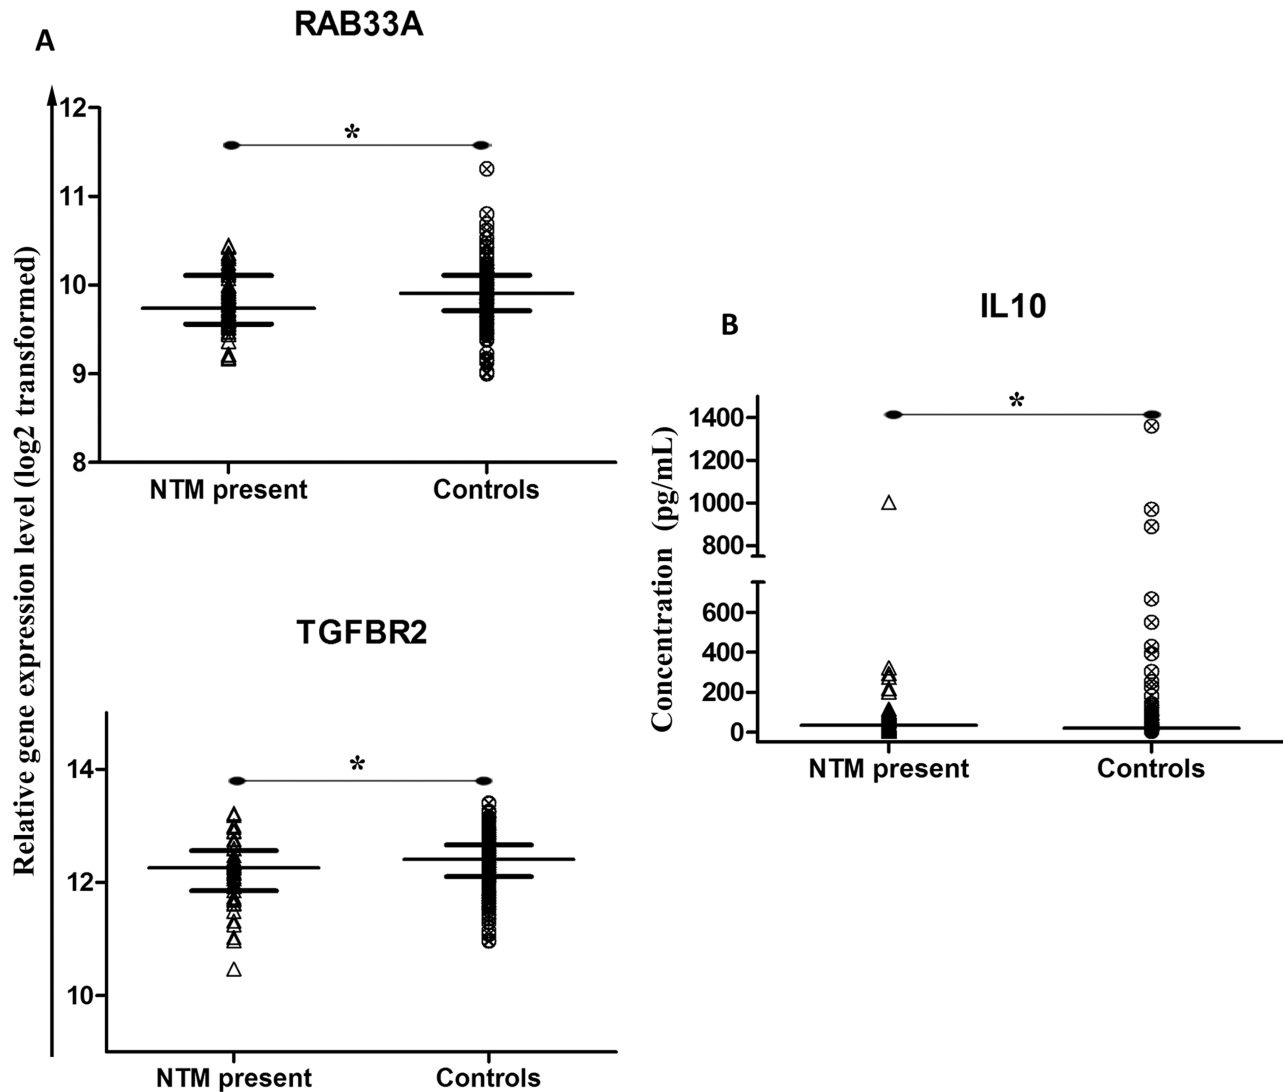 A
RAB33A
Relative gene expression level (log2 transformed)
12
11
10
9
8
*
NTM present
Controls
TGFBR2
14
12
10
*
NTM present
Controls
B
IL10
Concentration (pg/mL)
1400
1200
1000
800
600
400
200
0
*
NTM present
Controls